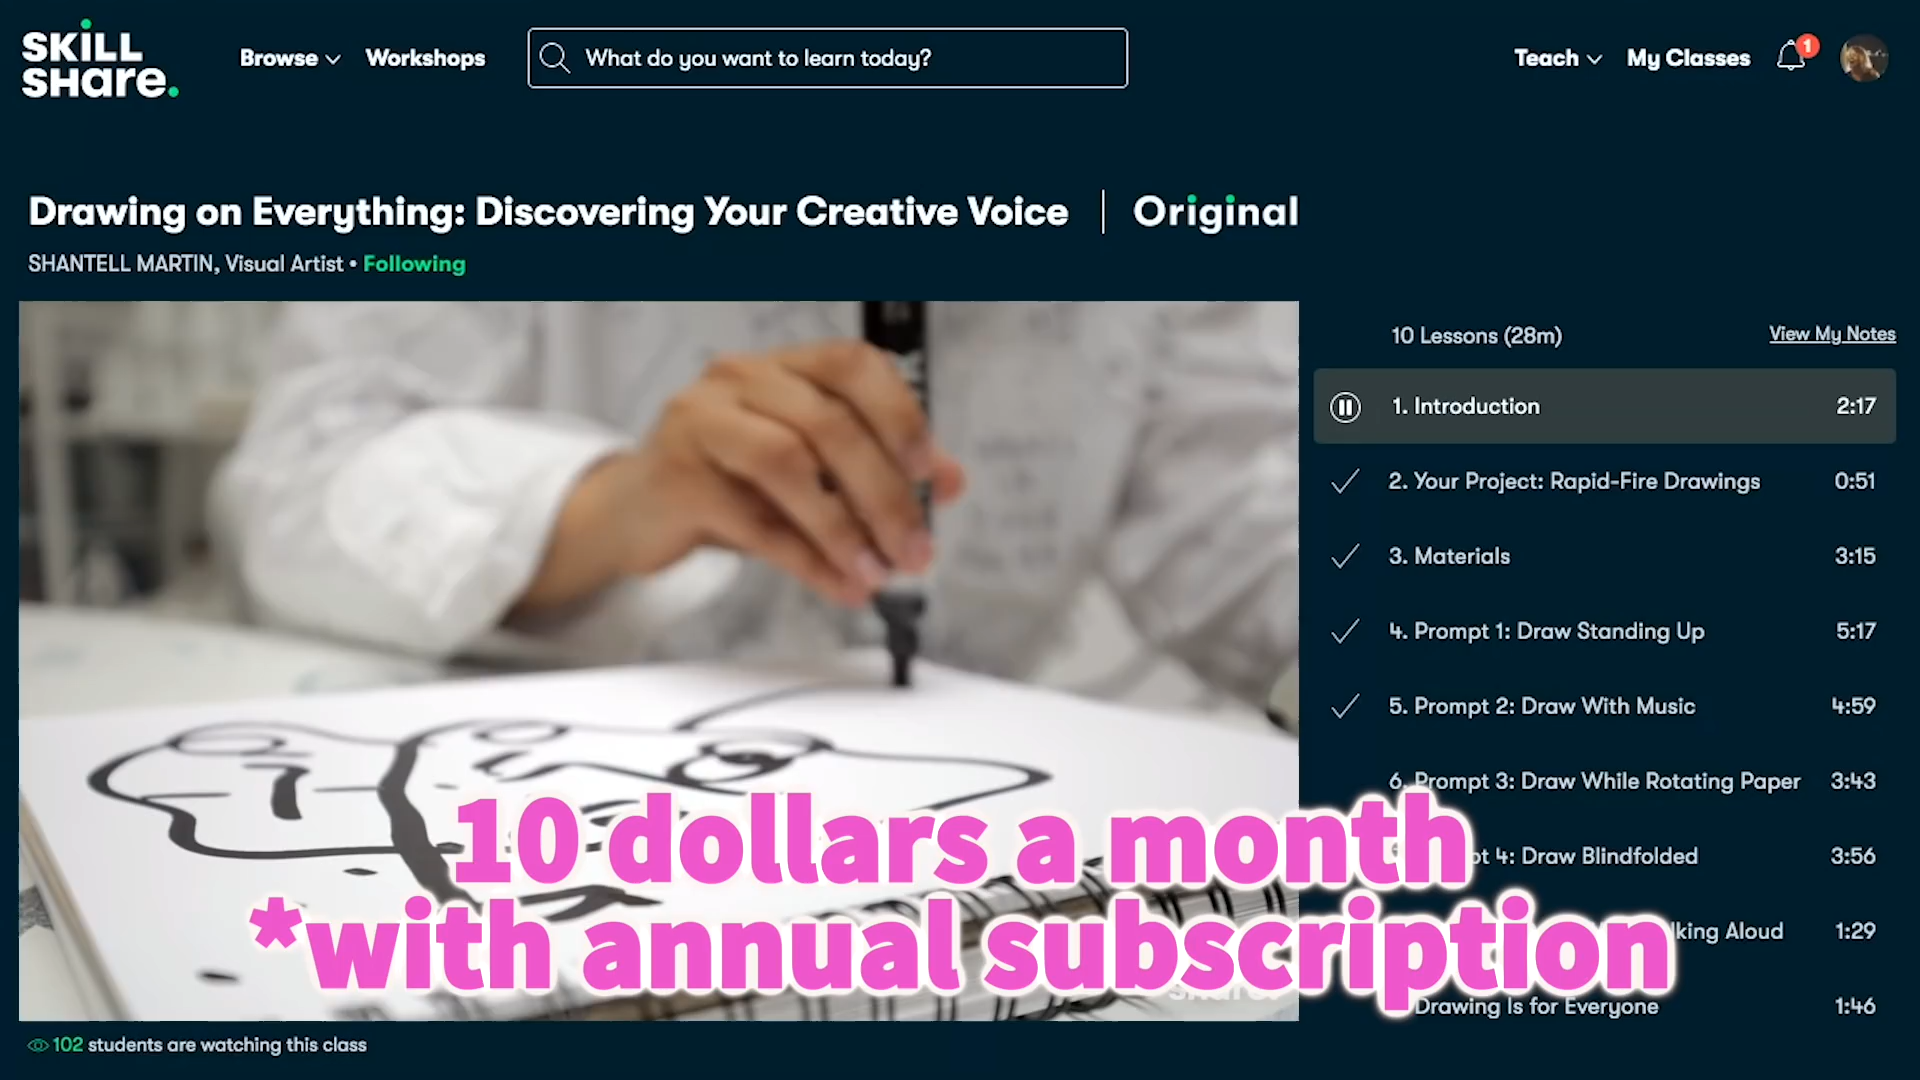 SKILL
SHare.
Browse
Workshops
What do you want to learn today?
Teach
My Classes
1
Drawing on Everything: Discovering Your Creative Voice | Original
SHANTELL MARTIN, Visual Artist • Following
10 Lessons (28m)
View My Notes
1. Introduction 2:17
2. Your Project: Rapid-Fire Drawings 0:51
3. Materials 3:15
4. Prompt 1: Draw Standing Up 5:17
5. Prompt 2: Draw With Music 4:59
6. Prompt 3: Draw While Rotating Paper 3:43
4: Draw Blindfolded 3:56
Aloud 1:29
Drawing Is for Everyone 1:46
10 dollars a month
*with annual subscription
102 students are watching this class